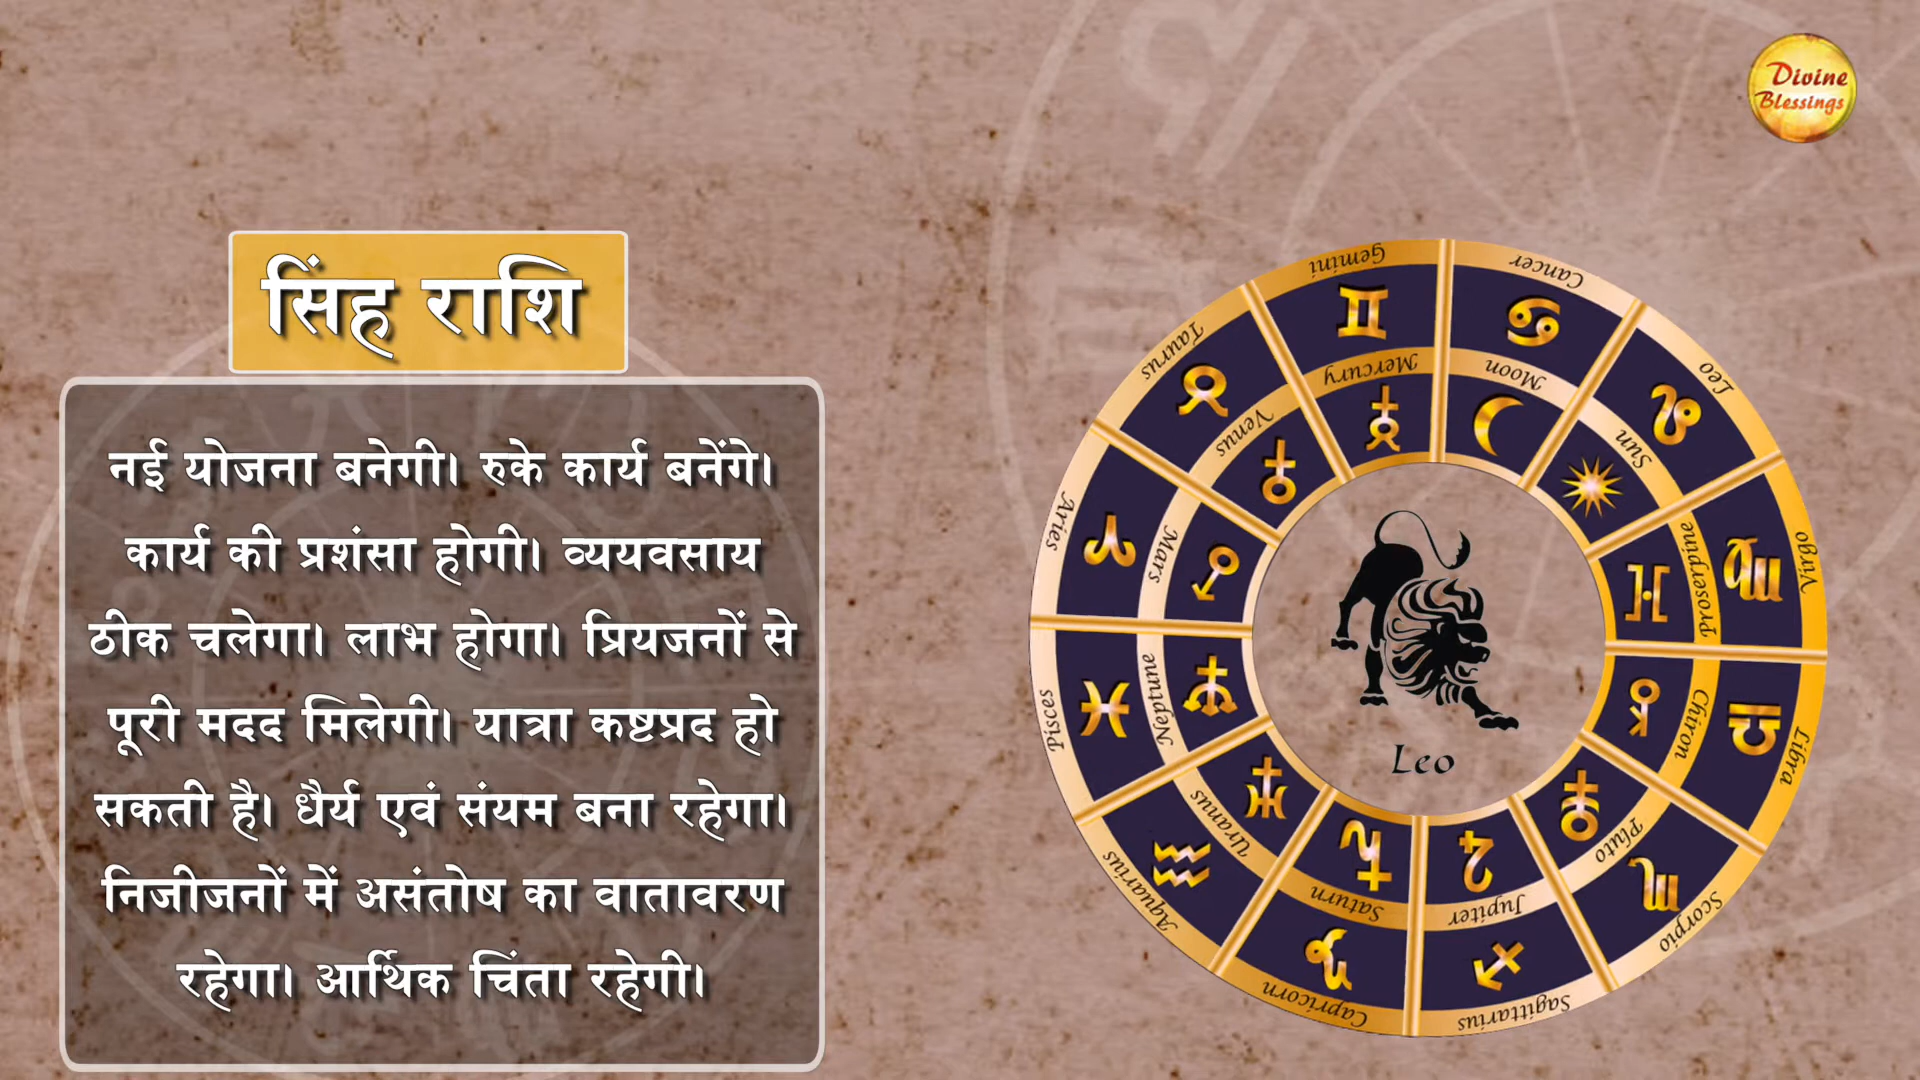 Divine
Blessings
सिंह राशि
नई योजना बनेगी। रुके कार्य बनेंगे।
कार्य की प्रशंसा होगी। व्ययवसाय
ठीक चलेगा। लाभ होगा। प्रियजनों से
पूरी मदद मिलेगी। यात्रा कष्टप्रद हो
सकती है। धैर्य एवं संयम बना रहेगा।
निजीजनों में असंतोष का वातावरण
रहेगा। आर्थिक चिंता रहेगी।
Gemini
Cancer
Leo
Virgo
Libra
Scorpio
Sagittarius
Capricorn
Aquarius
Pisces
Aries
Taurus
Mercury
Moon
Sun
Proserpine
Chiron
Pluto
Jupiter
Saturn
Uranus
Neptune
Mars
Venus
Leo